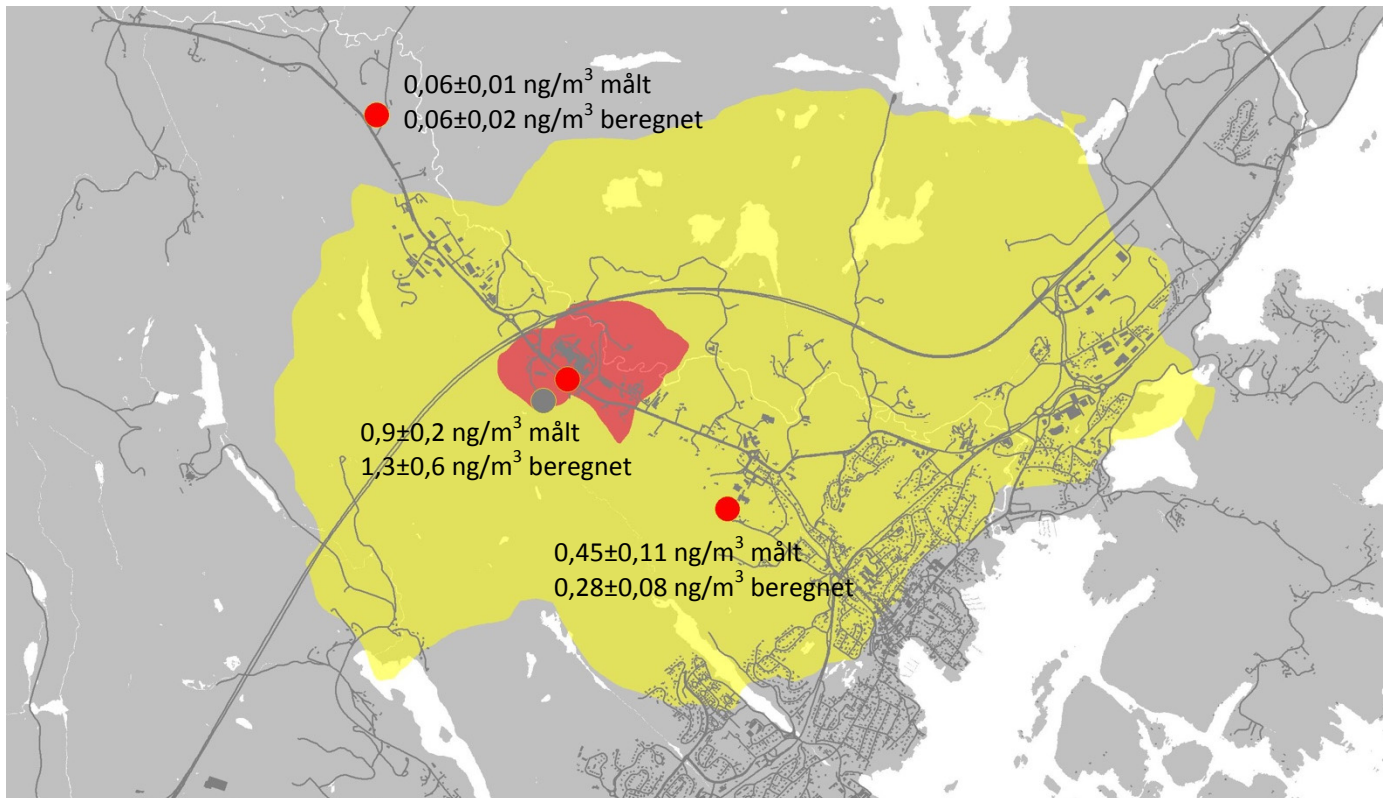 0,06±0,01 ng/m³ målt
0,06±0,02 ng/m³ beregnet
0,9±0,2 ng/m³ målt
1,3±0,6 ng/m³ beregnet
0,45±0,11 ng/m³ målt
0,28±0,08 ng/m³ beregnet